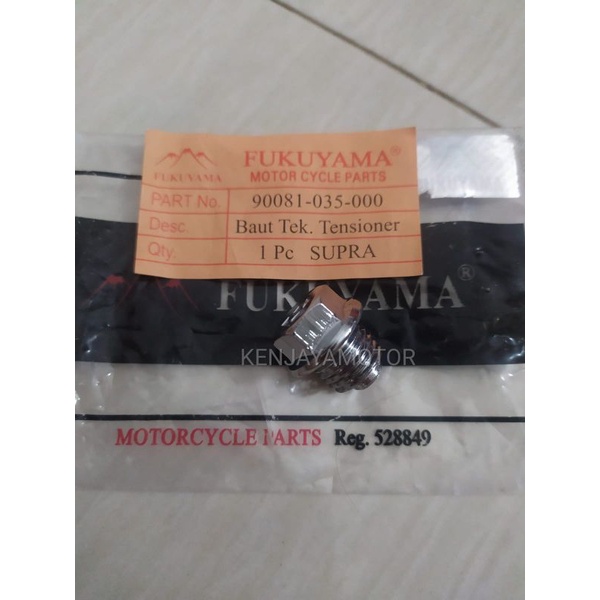 FUKUYAMA
FUKUYAMA®
MOTOR CYCLE PARTS
PART No. 90081-035-000
Desc. Baut Tek. Tensioner
Qty. 1 Pc SUPRA
FUKUYAMA®
KENJAYAMOTOR
MOTORCYCLE PARTS Reg. 528849